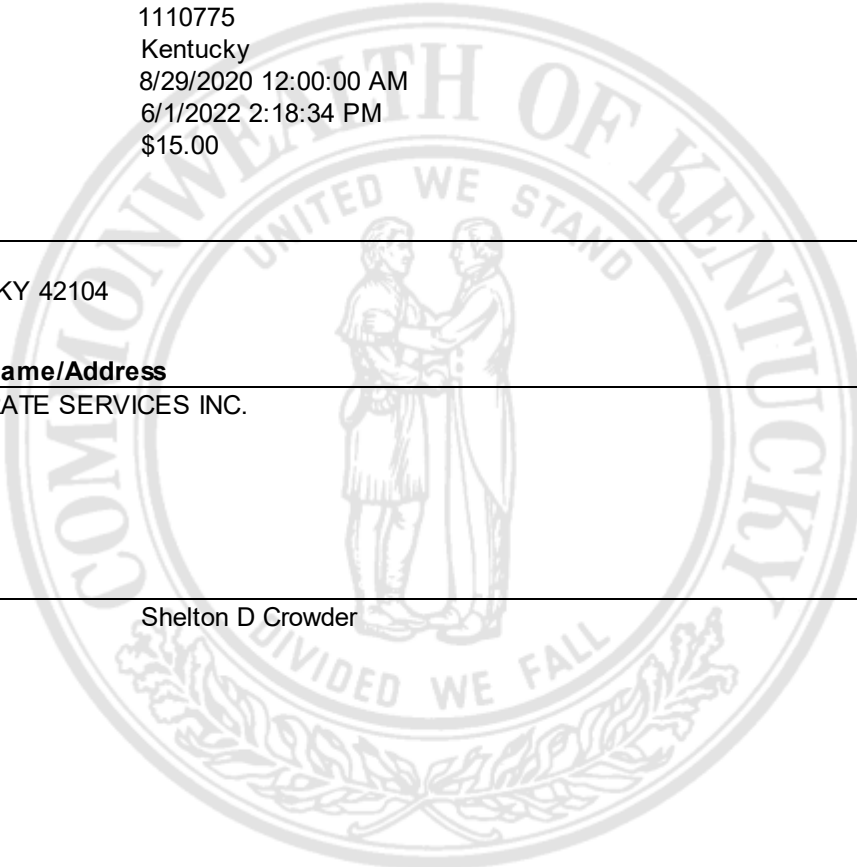 1110775
Kentucky
8/29/2020 12:00:00 AM
6/1/2022 2:18:34 PM
$15.00
COMMONWEALTH OF KENTUCKY
UNITED WE STAND
KY 42104
ame/Address
ATE SERVICES INC.
Shelton D Crowder
DIVIDED WE FALL